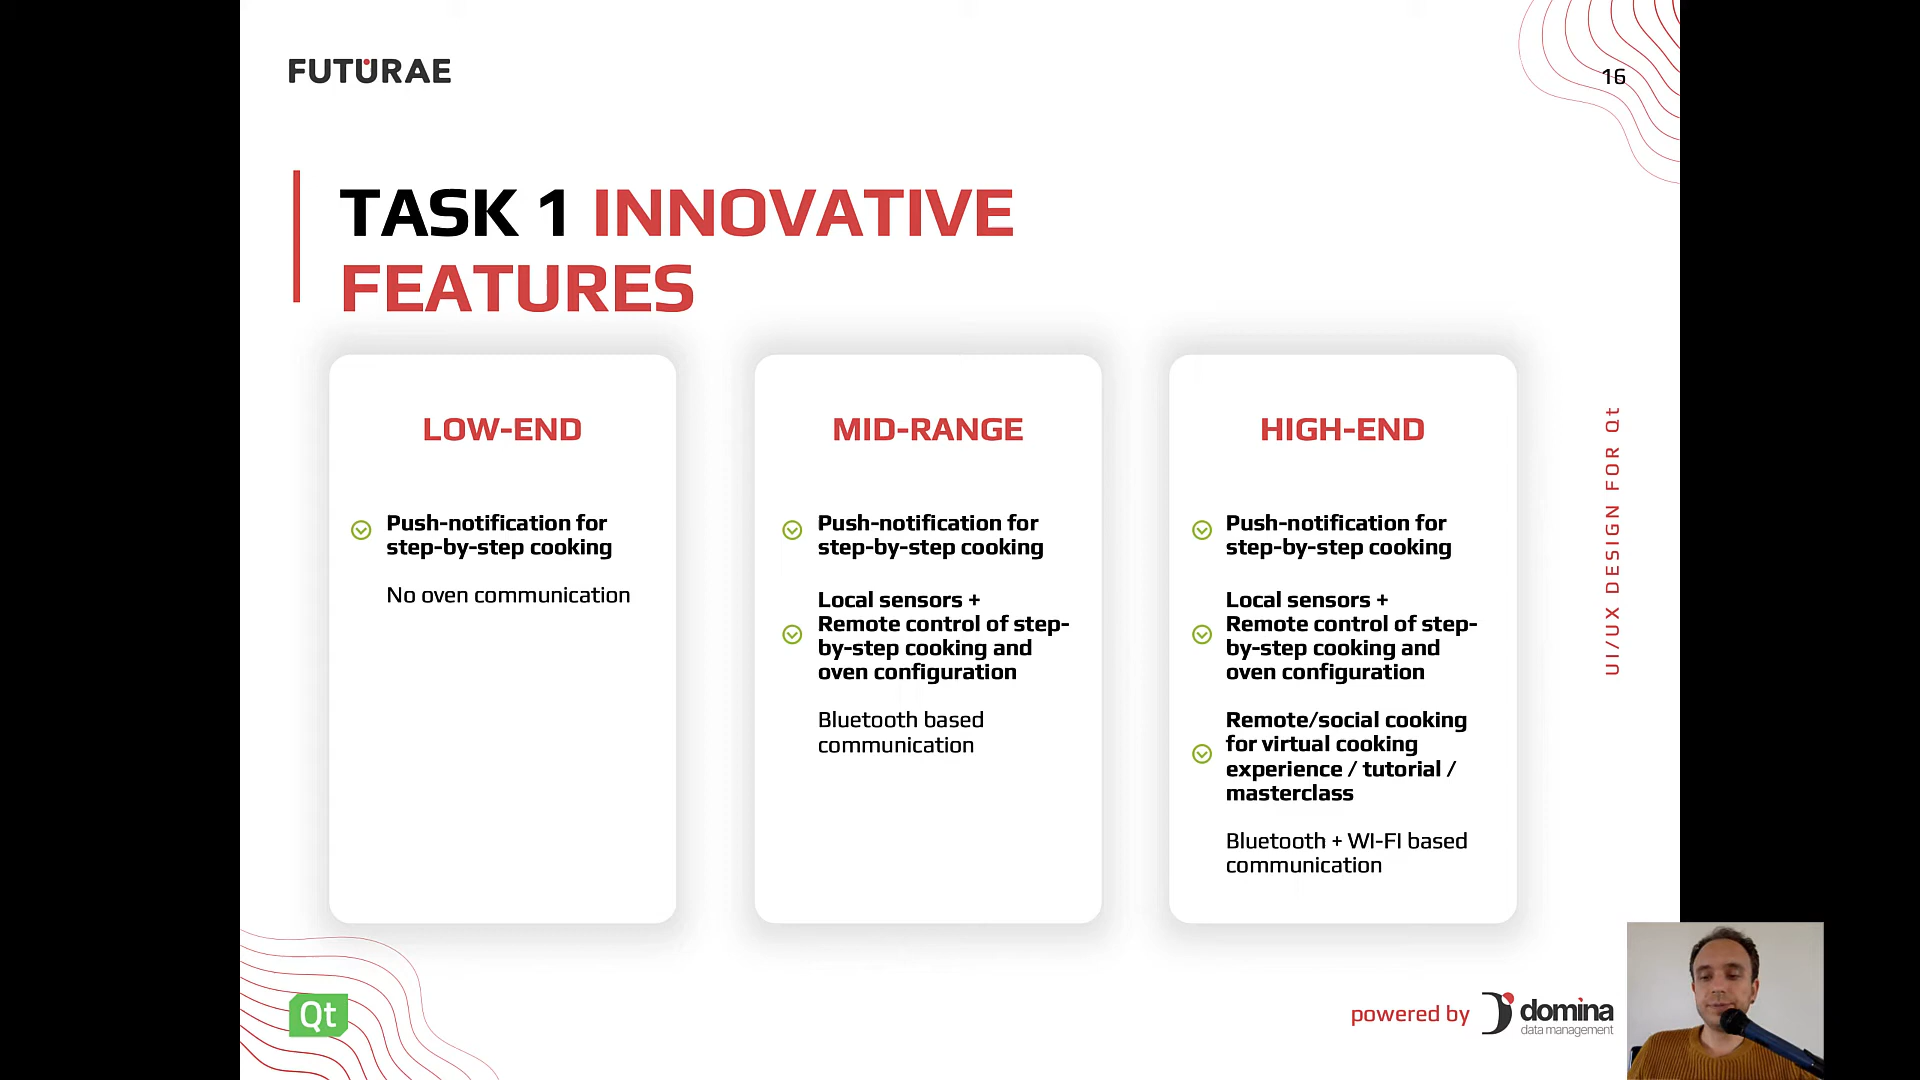 FUTURAE
16
TASK 1 INNOVATIVE
FEATURES
LOW-END
Push-notification for
step-by-step cooking
No oven communication
MID-RANGE
Push-notification for
step-by-step cooking
Local sensors +
Remote control of step-
by-step cooking and
oven configuration
Bluetooth based
communication
HIGH-END
Push-notification for
step-by-step cooking
Local sensors +
Remote control of step-
by-step cooking and
oven configuration
Remote/social cooking
for virtual cooking
experience / tutorial /
masterclass
Bluetooth + WI-FI based
communication
UI/UX DESIGN FOR Qt
Qt
powered by
domina
data management